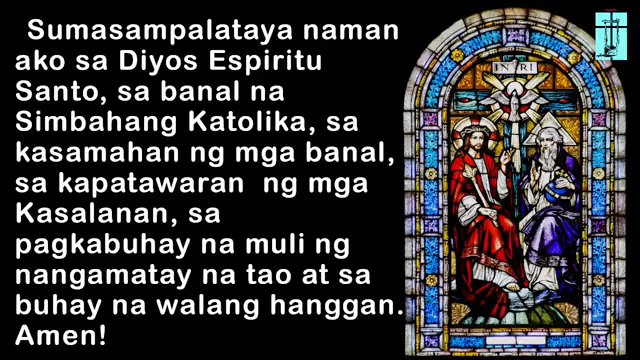 Sumasampalataya naman
ako sa Diyos Espiritu
Santo, sa banal na
Simbahang Katolika, sa
kasamahan ng mga banal,
sa kapatawaran ng mga
Kasalanan, sa
pagkabuhay na muli ng
nangamatay na tao at sa
buhay na walang hanggan.
Amen!
INRI